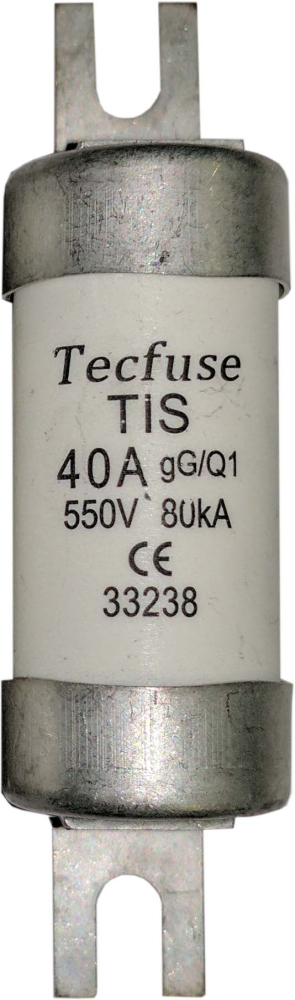 Tecfuse
TIS
40A gG/Q1
550V 80kA
CE
33238